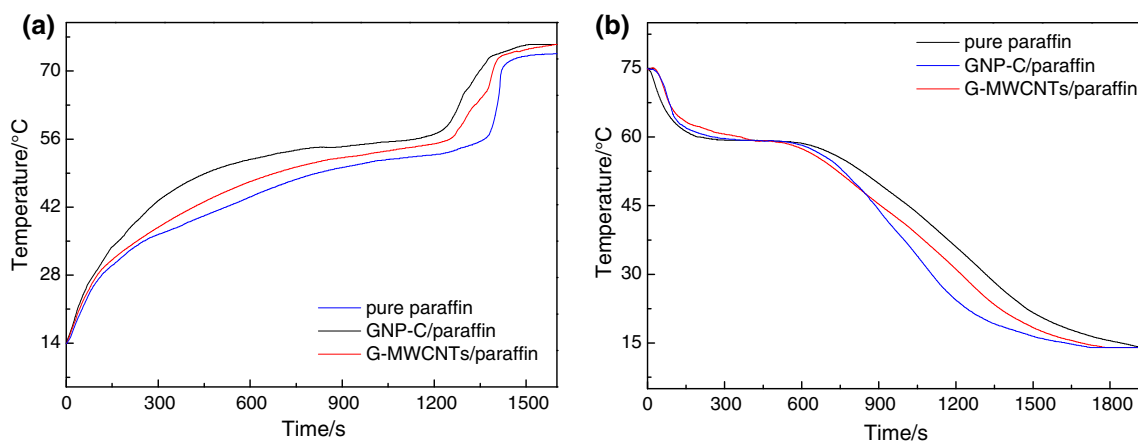 (a)
Temperature/°C
70
56
42
28
14
pure paraffin
GNP-C/paraffin
G-MWCNTs/paraffin
0 300 600 900 1200 1500
Time/s
(b)
Temperature/°C
75
60
45
30
15
pure paraffin
GNP-C/paraffin
G-MWCNTs/paraffin
0 300 600 900 1200 1500 1800
Time/s